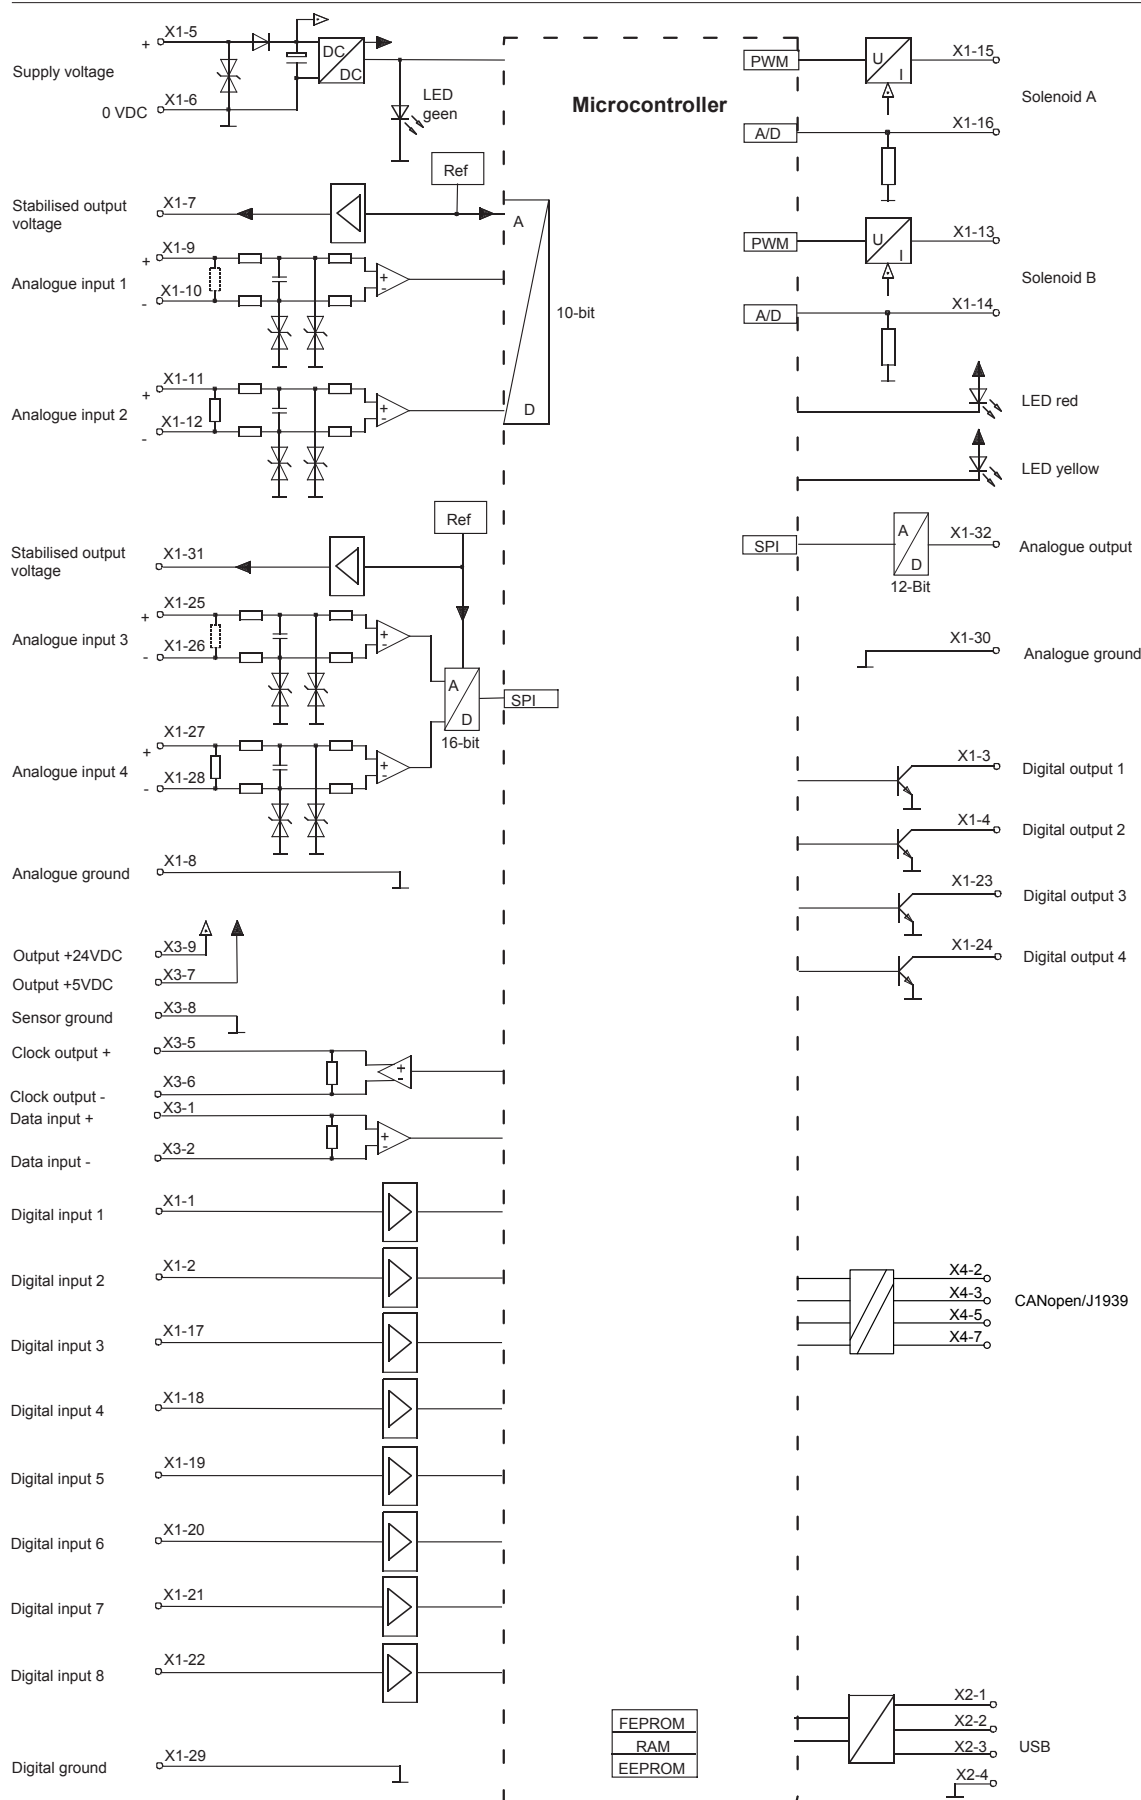 + X1-5
Supply voltage
0 VDC X1-6
DC
DC
LED
geen
Ref
Stabilised output
voltage
X1-7
A
+ X1-9
Analogue input 1
- X1-10
+
-
10-bit
+ X1-11
Analogue input 2
- X1-12
+
-
D
Ref
Stabilised output
voltage
X1-31
+ X1-25
Analogue input 3
- X1-26
+
-
A
D
16-bit
SPI
+ X1-27
Analogue input 4
- X1-28
+
-
Analogue ground X1-8
Output +24VDC X3-9
Output +5VDC X3-7
Sensor ground X3-8
Clock output + X3-5
+
-
Clock output - X3-6
Data input + X3-1
+
-
Data input - X3-2
Digital input 1 X1-1
Digital input 2 X1-2
Digital input 3 X1-17
Digital input 4 X1-18
Digital input 5 X1-19
Digital input 6 X1-20
Digital input 7 X1-21
Digital input 8 X1-22
Digital ground X1-29
Microcontroller
FEPROM
RAM
EEPROM
PWM
U
I
X1-15
Solenoid A
A/D
X1-16
PWM
U
I
X1-13
Solenoid B
A/D
X1-14
LED red
LED yellow
SPI
A
D
12-Bit
X1-32
Analogue output
X1-30
Analogue ground
X1-3 Digital output 1
X1-4 Digital output 2
X1-23 Digital output 3
X1-24 Digital output 4
X4-2
X4-3
X4-5
X4-7
CANopen/J1939
X2-1
X2-2
X2-3
X2-4
USB